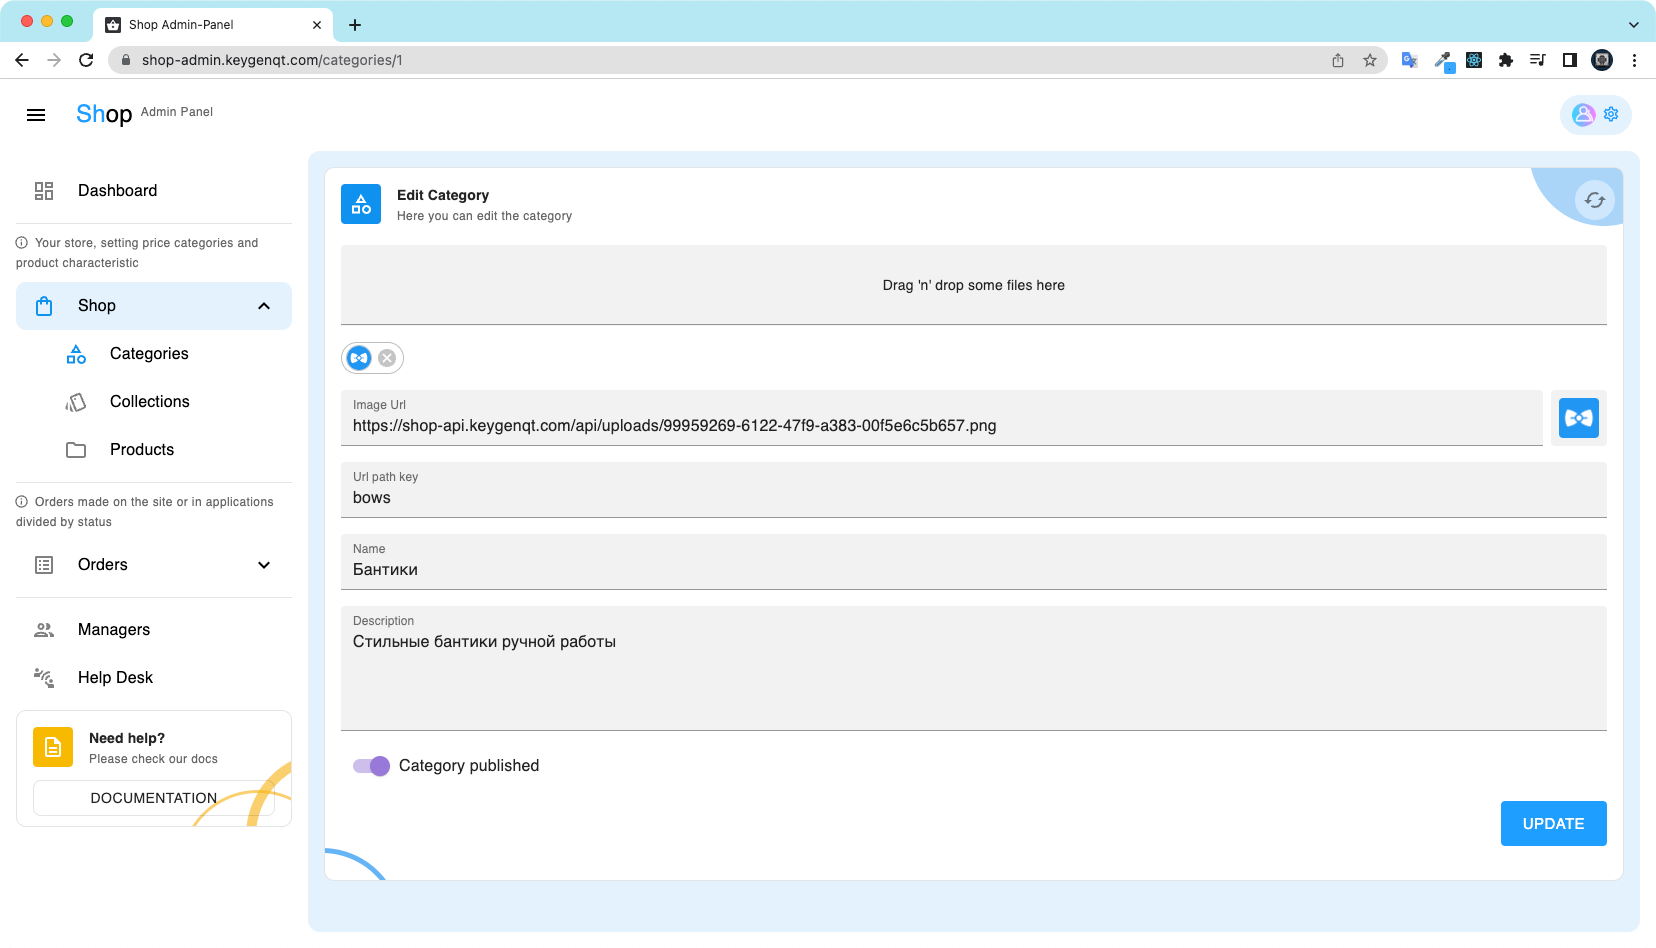 Shop Admin-Panel
shop-admin.keygenqt.com/categories/1
Shop Admin Panel
Dashboard
Your store, setting price categories and
product characteristic
Shop
Categories
Collections
Products
Orders made on the site or in applications
divided by status
Orders
Managers
Help Desk
Need help?
Please check our docs
DOCUMENTATION
Edit Category
Here you can edit the category
Drag 'n' drop some files here
Image Url
https://shop-api.keygenqt.com/api/uploads/99959269-6122-47f9-a383-00f5e6c5b657.png
Url path key
bows
Name
Бантики
Description
Стильные бантики ручной работы
Category published
UPDATE